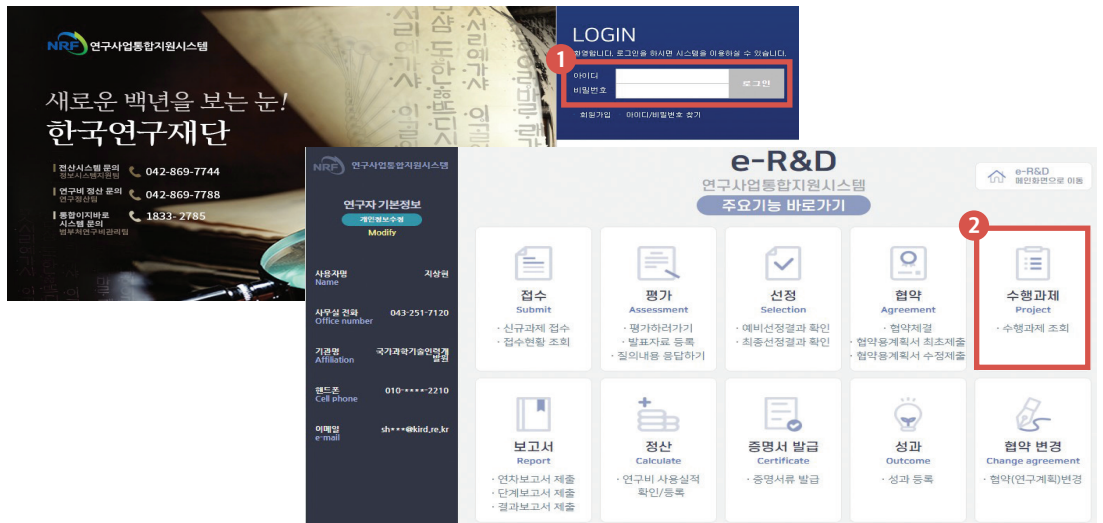 NRF 연구사업통합지원시스템
새로운 백년을 보는 눈!
한국연구재단
전산시스템 문의 042-869-7744
정보시스템지원팀
연구비 정산 문의 042-869-7788
연구정산팀
통합이지바로
시스템 문의 1833- 2785
범부처연구비관리팀
LOGIN
환영합니다. 로그인을 하시면 시스템을 이용하실 수 있습니다.
1
아이디
비밀번호
로그인
회원가입 아이디/비밀번호 찾기
NRF 연구사업통합지원시스템
연구자 기본정보
개인정보수정
Modify
사용자명 지상현
Name
사무실 전화 043-251-7120
Office number
기관명 국가과학기술인력개발원
Affiliation
핸드폰 010-****-2210
Cell phone
이메일 sh***@kird.re.kr
e-mail
e-R&D
연구사업통합지원시스템
주요기능 바로가기
e-R&D
메인화면으로 이동
접수
Submit
· 신규과제 접수
· 접수현황 조회
평가
Assessment
· 평가하러가기
· 발표자료 등록
· 질의내용 응답하기
선정
Selection
· 예비선정결과 확인
· 최종선정결과 확인
협약
Agreement
· 협약체결
· 협약용계획서 최초제출
· 협약용계획서 수정제출
2
수행과제
Project
· 수행과제 조회
보고서
Report
· 연차보고서 제출
· 단계보고서 제출
· 결과보고서 제출
정산
Calculate
· 연구비 사용실적
확인/등록
증명서 발급
Certificate
· 증명서류 발급
성과
Outcome
· 성과 등록
협약 변경
Change agreement
· 협약(연구계획)변경